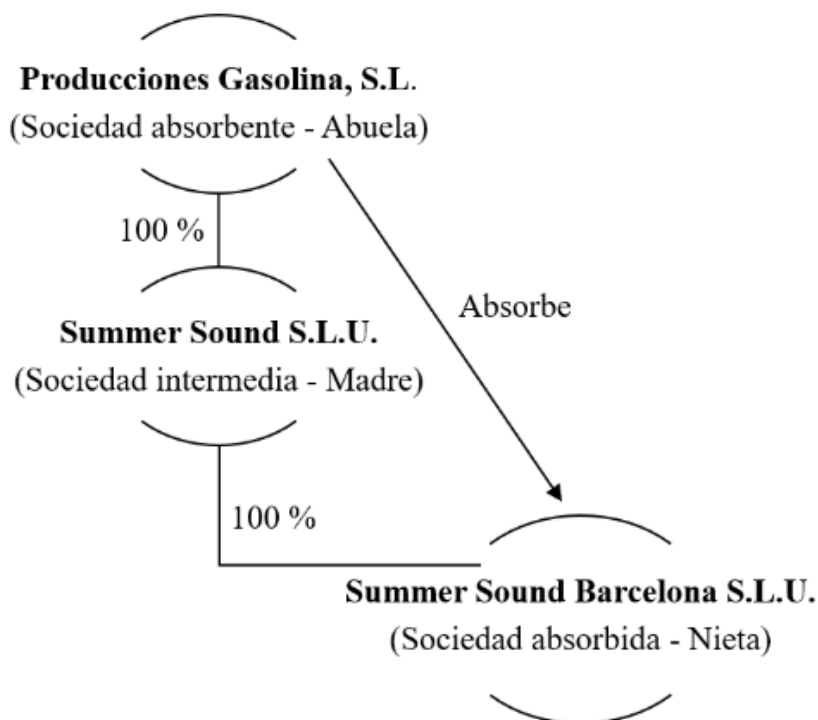 Producciones Gasolina, S.L.
(Sociedad absorbente - Abuela)
100 %
Absorbe
Summer Sound S.L.U.
(Sociedad intermedia - Madre)
100 %
Summer Sound Barcelona S.L.U.
(Sociedad absorbida - Nieta)